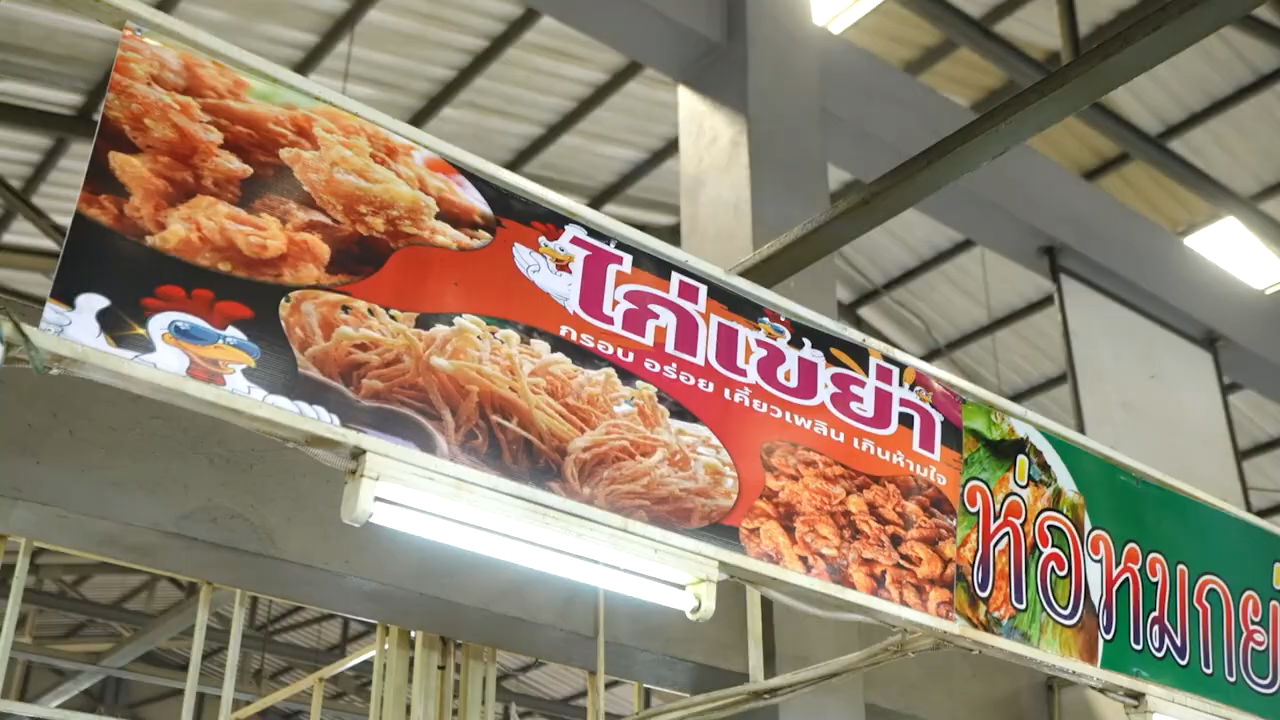 ไก่เขย่า
กรอบ อร่อย เคี้ยวเพลิน เกินห้ามใจ
ห่อหมกย่